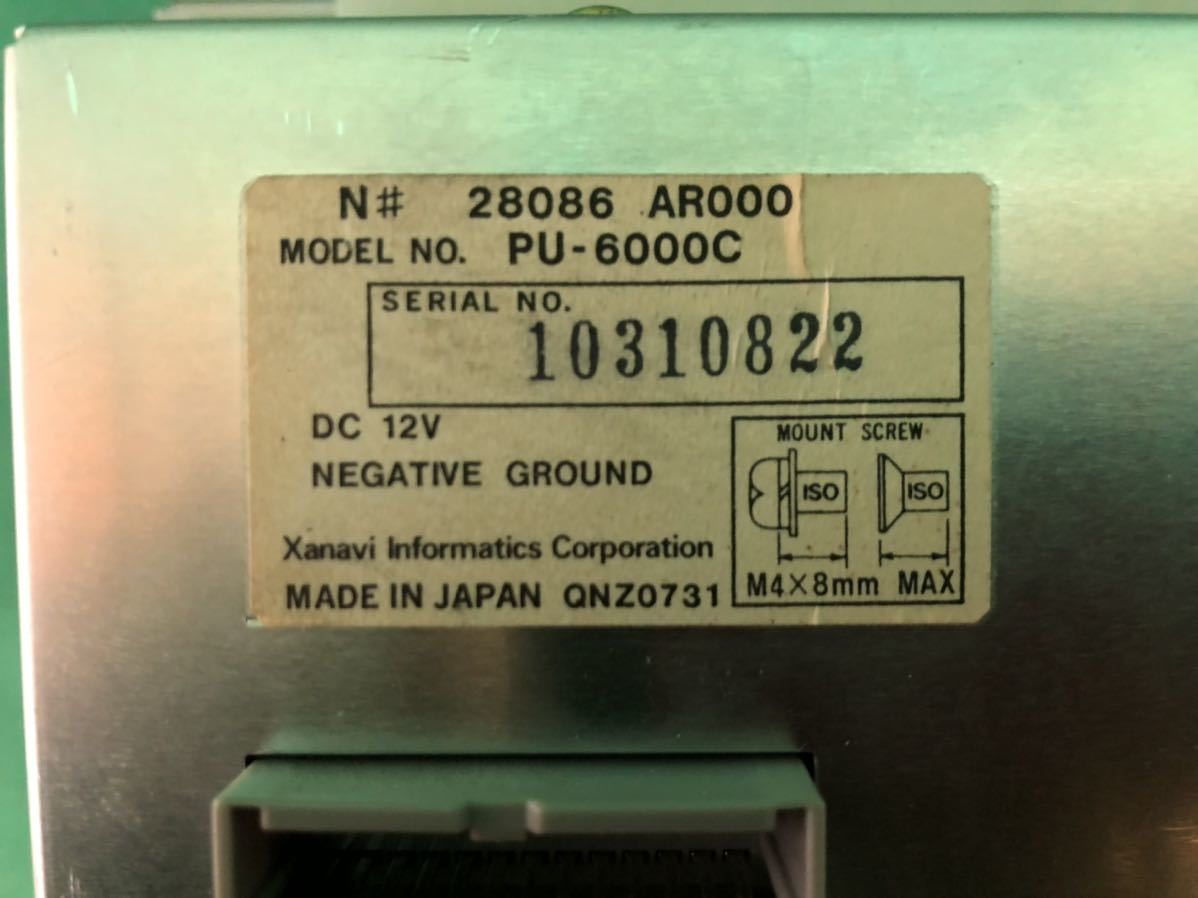 N# 28086 AR000
MODEL NO. PU-6000C
SERIAL NO.
10310822
DC 12V
NEGATIVE GROUND
Xanavi Informatics Corporation
MADE IN JAPAN QNZ0731
MOUNT SCREW
ISO ISO
M4×8mm MAX